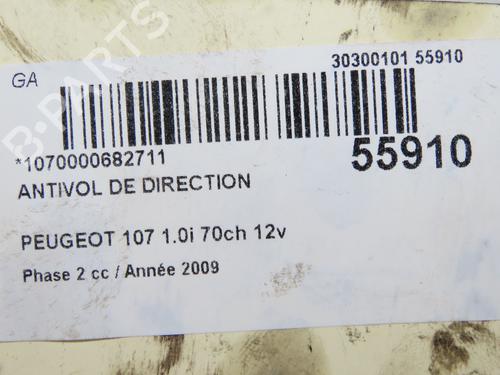 GA
30300101 55910
*1070000682711
55910
ANTIVOL DE DIRECTION
PEUGEOT 107 1.0i 70ch 12v
Phase 2 cc / Année 2009
B-PARTS